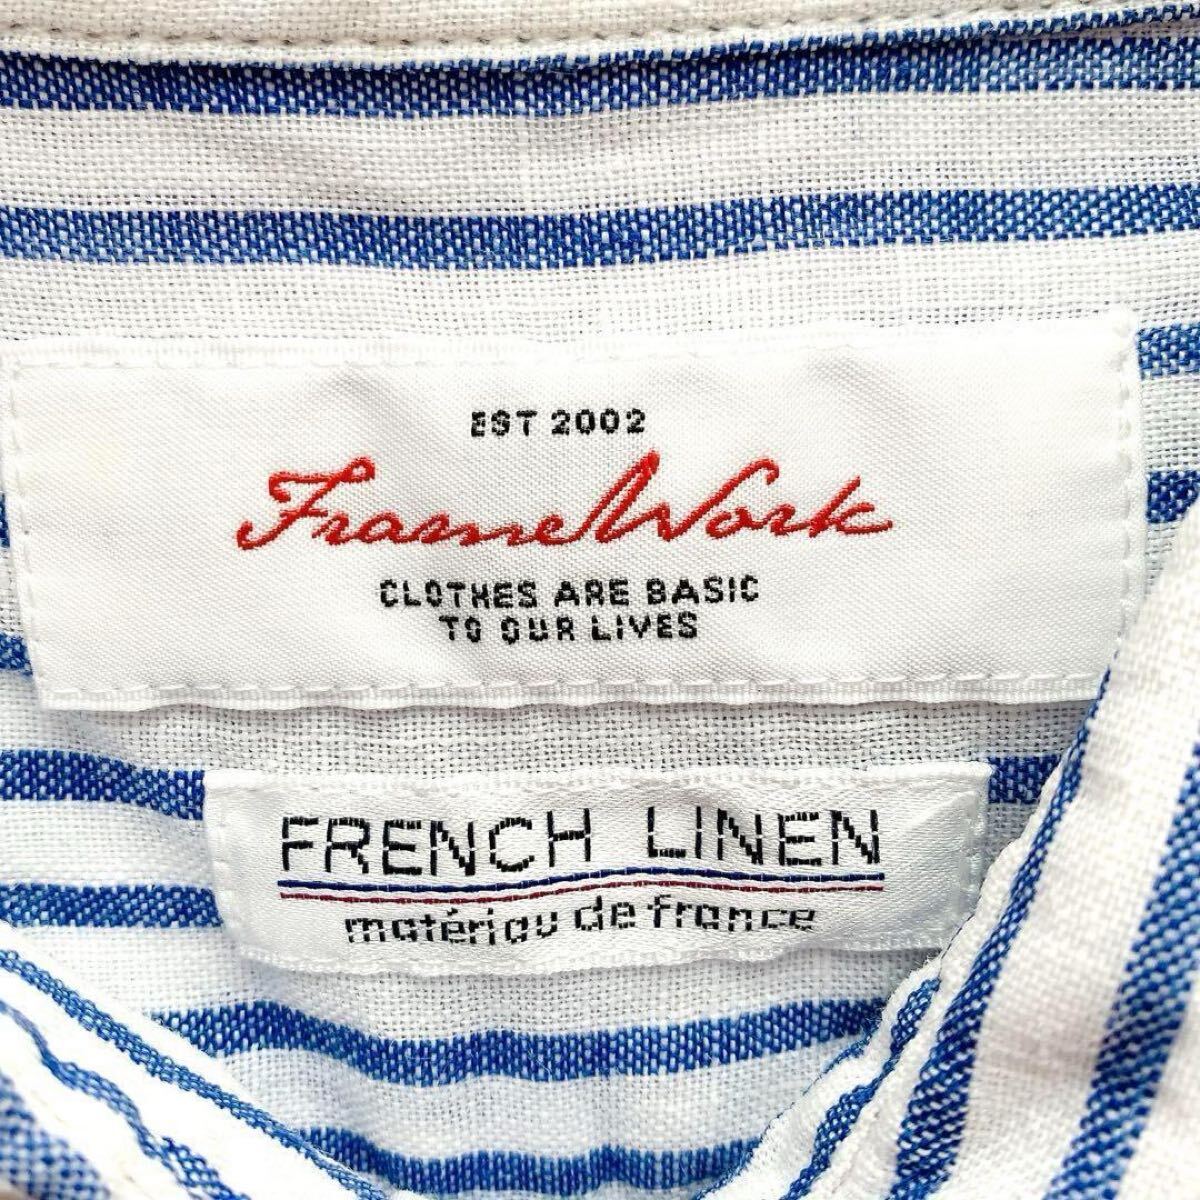 EST 2002
FrameWork
CLOTHES ARE BASIC
TO OUR LIVES
FRENCH LINEN
matériau de france